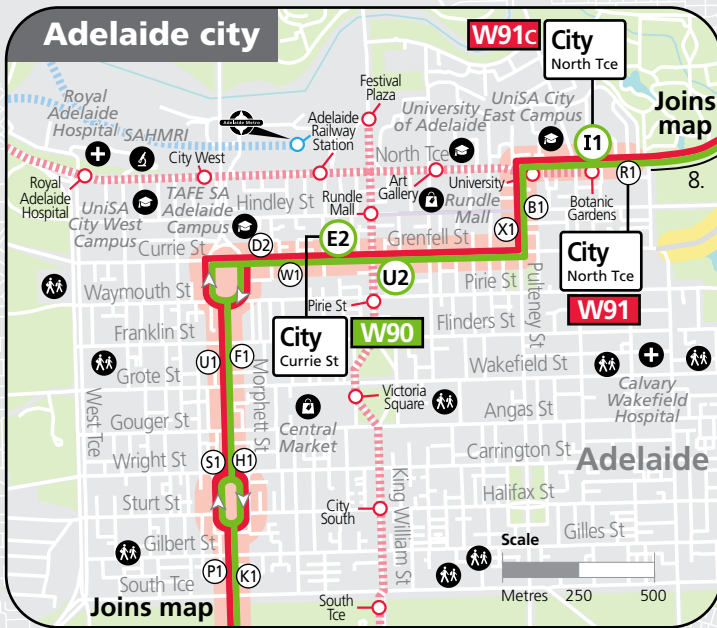 Adelaide city
W91C
City
North Tce
Festival
Plaza
Royal
Adelaide
Hospital
SAHMRI
Adelaide Metro
Adelaide
Railway
Station
University
of Adelaide
UniSA City
East Campus
Joins
map
8.
I1
R1
City West
North Tce
Royal
Adelaide
Hospital
UniSA
City West
Campus
TAFE SA
Adelaide
Campus
Hindley St
Rundle
Mall
Art
Gallery
University
Rundle
Mall
B1
Botanic
Gardens
Currie St
D2
E2
Grenfell St
X1
City
North Tce
W91
W1
U2
Waymouth St
Pirie St
Pirie St
Pulteney St
City
Currie St
W90
Franklin St
Flinders St
U1
F1
Grote St
Morphett St
Wakefield St
Calvary
Wakefield
Hospital
West Tce
Victoria
Square
Angas St
Gouger St
Central
Market
Wright St
S1
H1
Carrington St
Adelaide
Sturt St
City
South
King William St
Halifax St
Gilbert St
Gilles St
South Tce
P1
K1
Scale
Metres 250 500
Joins map
South
Tce